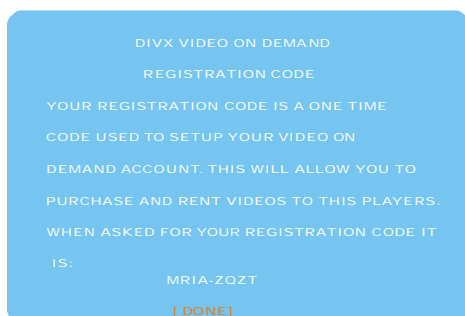 DIVX VIDEO ON DEMAND
REGISTRATION CODE
YOUR REGISTRATION CODE IS A ONE TIME
CODE USED TO SETUP YOUR VIDEO ON
DEMAND ACCOUNT. THIS WILL ALLOW YOU TO
PURCHASE AND RENT VIDEOS TO THIS PLAYERS.
WHEN ASKED FOR YOUR REGISTRATION CODE IT
IS:
MRIA-ZQZT
[ DONE]